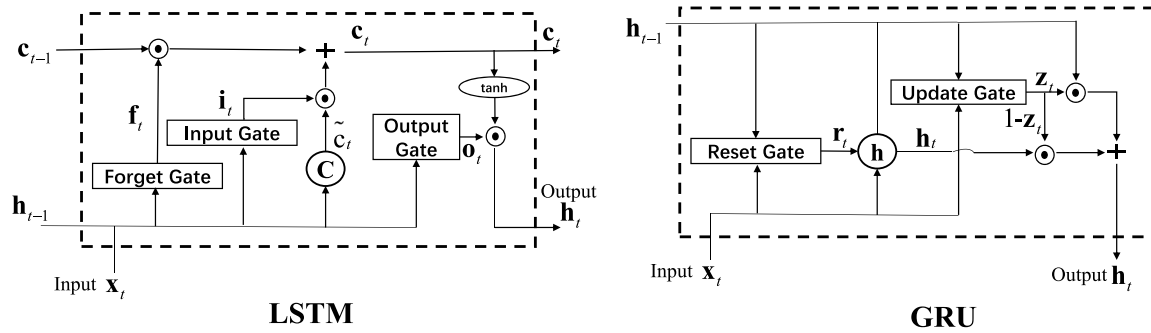 c_{t-1}
f_t
Forget Gate
i_t
Input Gate
+
c̃_t
C
c_t
c_t
tanh
Output
Gate
o_t
h_{t-1}
Output
h_t
Input x_t
LSTM
h_{t-1}
Reset Gate
r_t
h
h_t
Update Gate
z_t
1-z_t
+
Input x_t
Output h_t
GRU